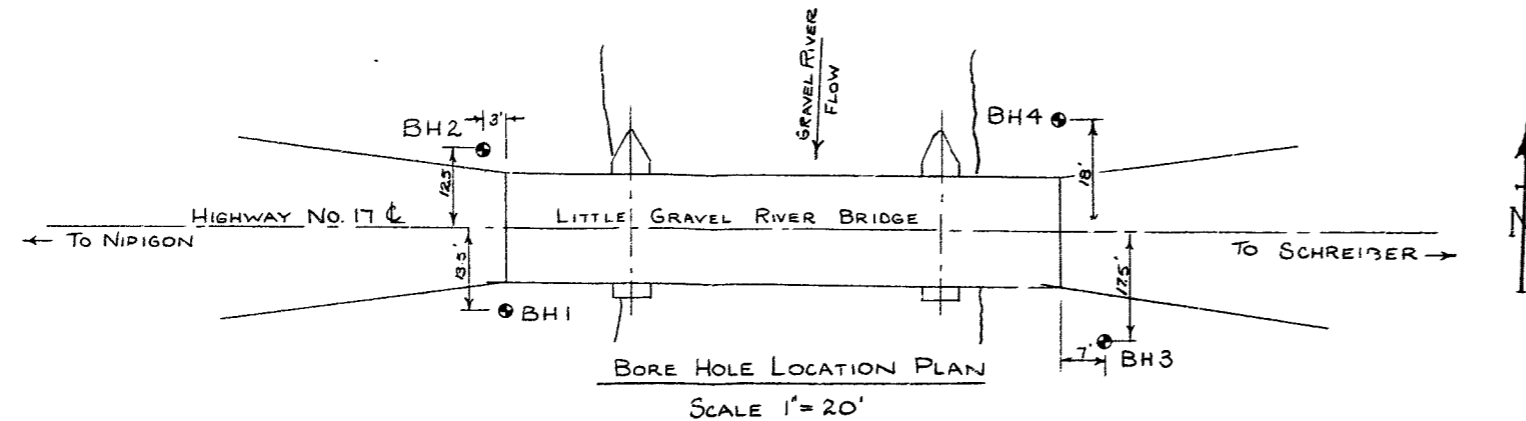 GRAVEL RIVER
FLOW
BH2
3'
BH4
12.5'
18'
HIGHWAY NO. 17 ℄
LITTLE GRAVEL RIVER BRIDGE
← TO NIPIGON
TO SCHREIBER →
N
13.5'
17.5'
BH1
7'
BH3
BORE HOLE LOCATION PLAN
SCALE 1" = 20'